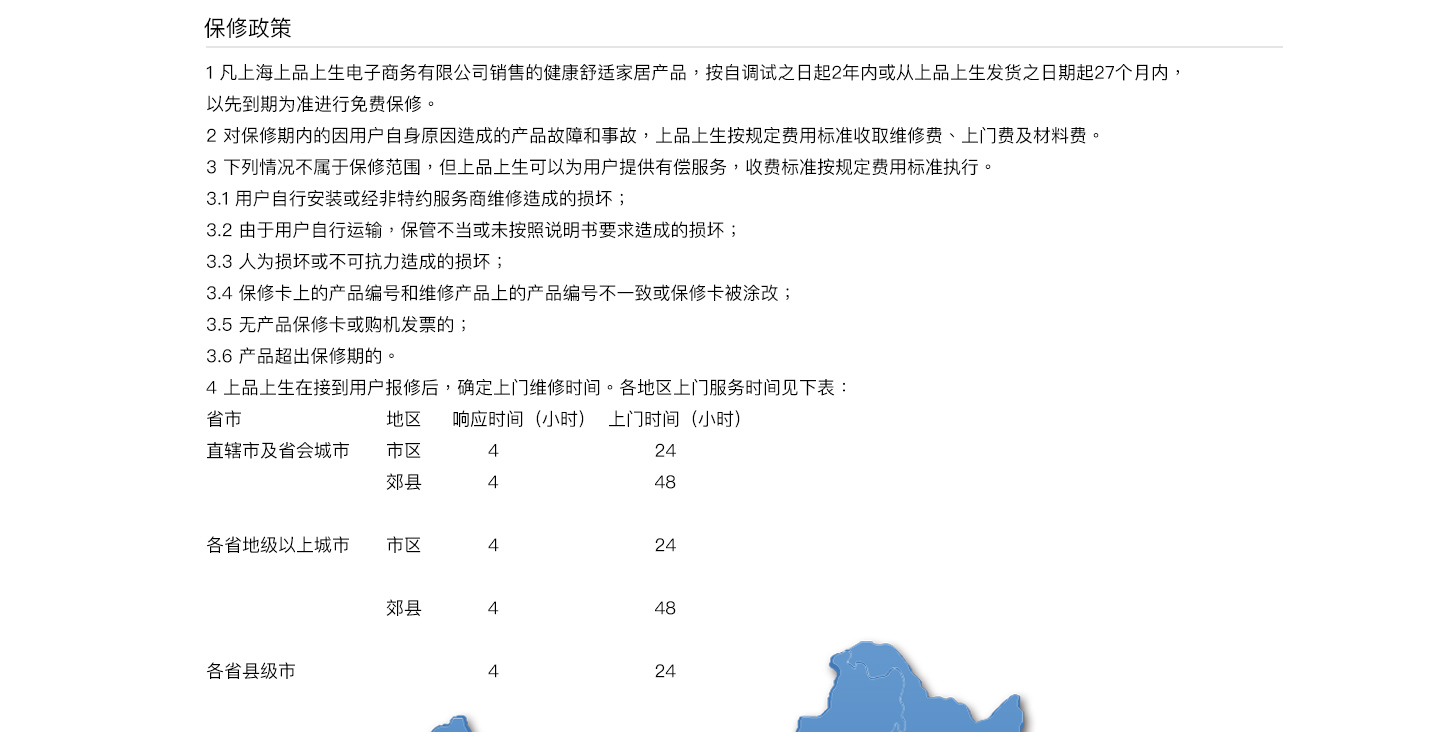 保修政策
1 凡上海上品上生电子商务有限公司销售的健康舒适家居产品，按自调试之日起2年内或从上品上生发货之日期起27个月内，
以先到期为准进行免费保修。
2 对保修期内的因用户自身原因造成的产品故障和事故，上品上生按规定费用标准收取维修费、上门费及材料费。
3 下列情况不属于保修范围，但上品上生可以为用户提供有偿服务，收费标准按规定费用标准执行。
3.1 用户自行安装或经非特约服务商维修造成的损坏；
3.2 由于用户自行运输，保管不当或未按照说明书要求造成的损坏；
3.3 人为损坏或不可抗力造成的损坏；
3.4 保修卡上的产品编号和维修产品上的产品编号不一致或保修卡被涂改；
3.5 无产品保修卡或购机发票的；
3.6 产品超出保修期的。
4 上品上生在接到用户报修后，确定上门维修时间。各地区上门服务时间见下表：
省市 地区 响应时间（小时） 上门时间（小时）
直辖市及省会城市 市区 4 24
郊县 4 48
各省地级以上城市 市区 4 24
郊县 4 48
各省县级市 4 24